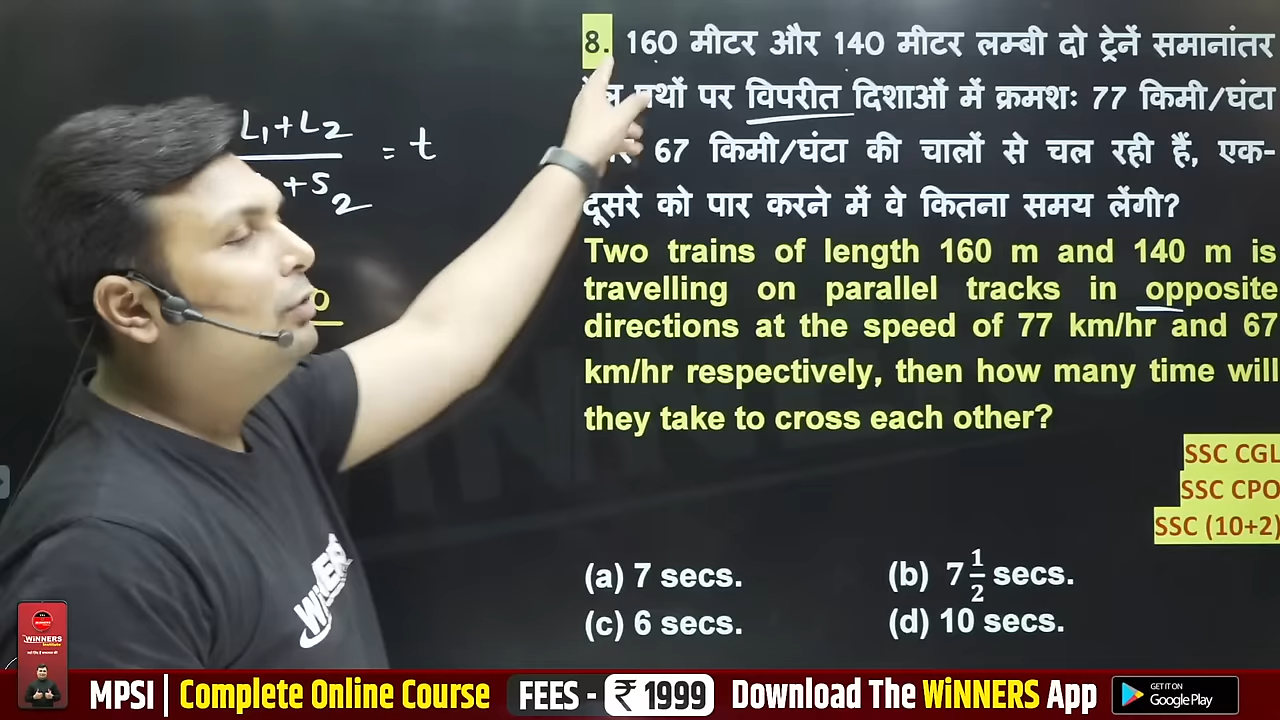 8. 160 मीटर और 140 मीटर लम्बी दो ट्रेनें समानांतर
पथों पर विपरीत दिशाओं में क्रमशः 77 किमी/घंटा
67 किमी/घंटा की चालों से चल रही हैं, एक-
दूसरे को पार करने में वे कितना समय लेंगी?
L₁+L₂
+S₂
= t
Two trains of length 160 m and 140 m is
travelling on parallel tracks in opposite
directions at the speed of 77 km/hr and 67
km/hr respectively, then how many time will
they take to cross each other?
SSC CGL
SSC CPO
SSC (10+2)
(a) 7 secs. (b) 7 1/2 secs.
(c) 6 secs. (d) 10 secs.
WiNNERS
MPSI | Complete Online Course FEES - ₹ 1999 Download The WiNNERS App GET IT ON Google Play